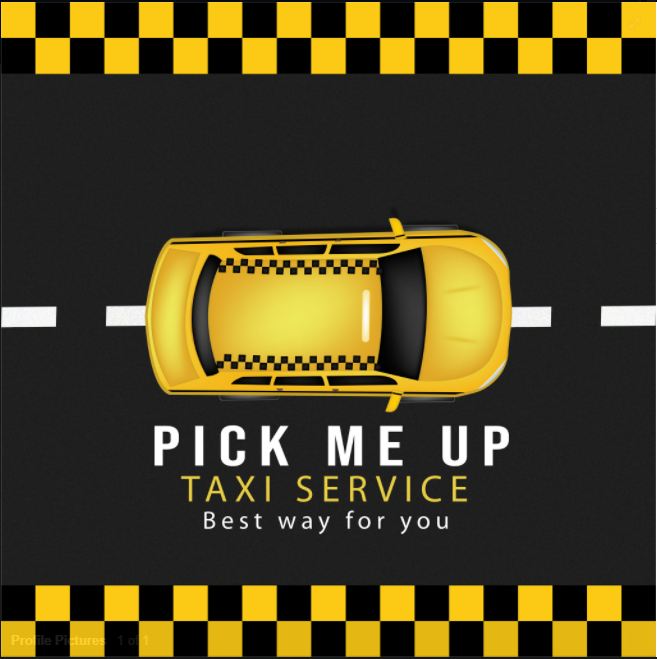 PICK ME UP
TAXI SERVICE
Best way for you
Profile Pictures 1 of 1